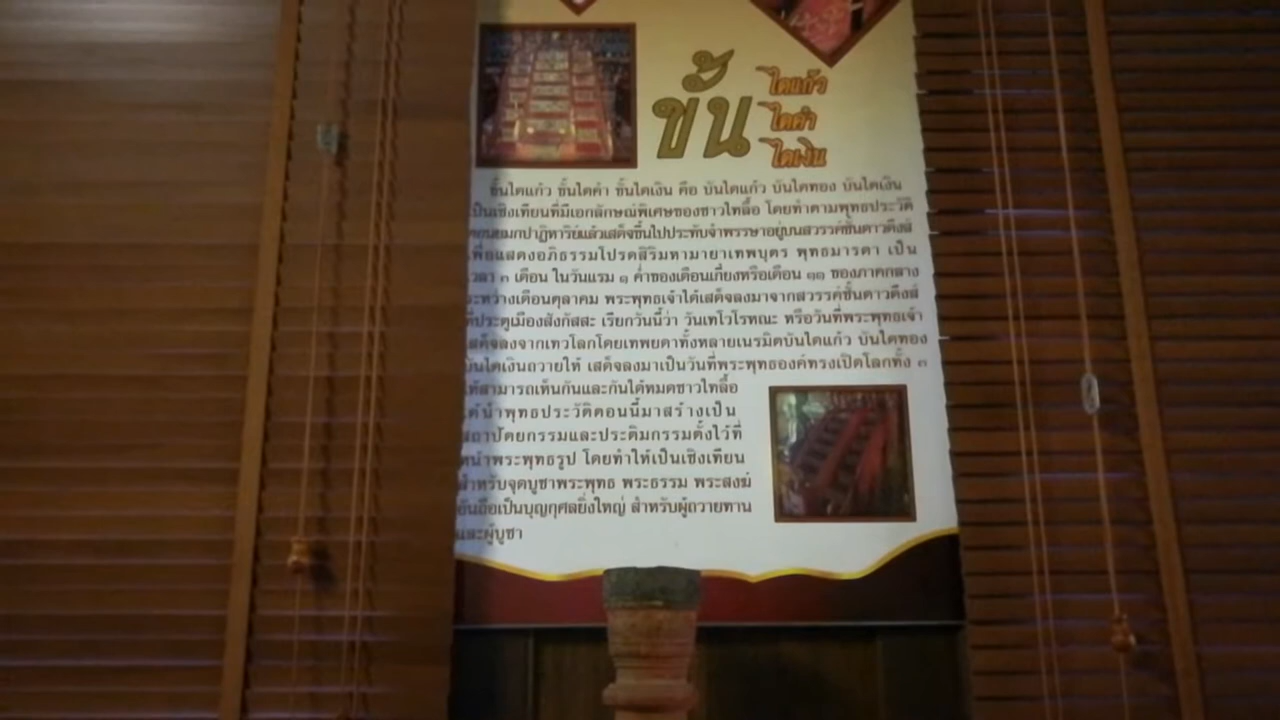 ขั้น
ไดแก้ว
ไดคำ
ไดเงิน
ขั้นไดแก้ว ขั้นไดคำ ขั้นไดเงิน คือ บันไดแก้ว บันไดทอง บันไดเงิน
เป็นเชิงเทียนที่มีเอกลักษณ์พิเศษของชาวไทลื้อ โดยทำตามพุทธประวัติ
ตอนยมกปาฏิหาริย์แล้วเสด็จขึ้นไปประทับจำพรรษาอยู่บนสวรรค์ชั้นดาวดึงส์
เพื่อแสดงอภิธรรมโปรดสิริมหามายาเทพบุตร พุทธมารดา เป็น
เวลา ๓ เดือน ในวันแรม ๑ ค่ำของเดือนเกี๋ยงหรือเดือน ๑๑ ของภาคกลาง
ระหว่างเดือนตุลาคม พระพุทธเจ้าได้เสด็จลงมาจากสวรรค์ชั้นดาวดึงส์
ที่ประตูเมืองสังกัสสะ เรียกวันนี้ว่า วันเทโวโรหณะ หรือวันที่พระพุทธเจ้า
เสด็จลงจากเทวโลกโดยเทพยดาทั้งหลายเนรมิตบันไดแก้ว บันไดทอง
บันไดเงินถวายให้ เสด็จลงมาเป็นวันที่พระพุทธองค์ทรงเปิดโลกทั้ง ๓
ให้สามารถเห็นกันและกันได้หมดชาวไทลื้อ
ได้นำพุทธประวัติตอนนี้มาสร้างเป็น
สถาปัตยกรรมและประติมกรรมตั้งไว้ที่
หน้าพระพุทธรูป โดยทำให้เป็นเชิงเทียน
สำหรับจุดบูชาพระพุทธ พระธรรม พระสงฆ์
อันถือเป็นบุญกุศลยิ่งใหญ่ สำหรับผู้ถวายทาน
และผู้บูชา